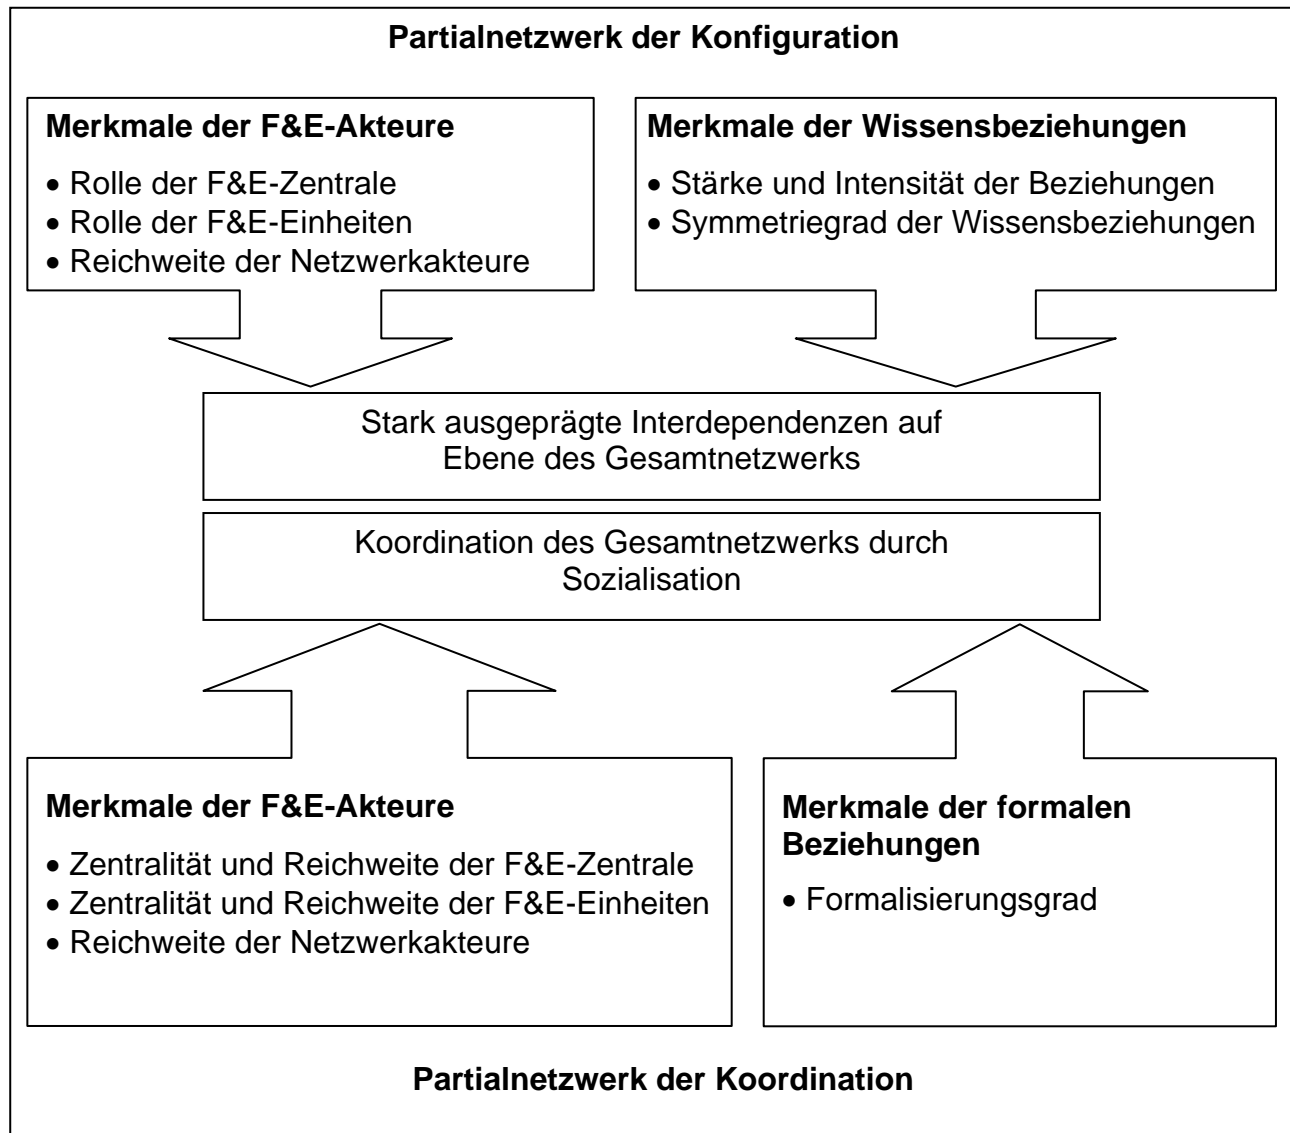 Partialnetzwerk der Konfiguration
Merkmale der F&E-Akteure
• Rolle der F&E-Zentrale
• Rolle der F&E-Einheiten
• Reichweite der Netzwerkakteure
Merkmale der Wissensbeziehungen
• Stärke und Intensität der Beziehungen
• Symmetriegrad der Wissensbeziehungen
Stark ausgeprägte Interdependenzen auf
Ebene des Gesamtnetzwerks
Koordination des Gesamtnetzwerks durch
Sozialisation
Merkmale der F&E-Akteure
• Zentralität und Reichweite der F&E-Zentrale
• Zentralität und Reichweite der F&E-Einheiten
• Reichweite der Netzwerkakteure
Merkmale der formalen
Beziehungen
• Formalisierungsgrad
Partialnetzwerk der Koordination